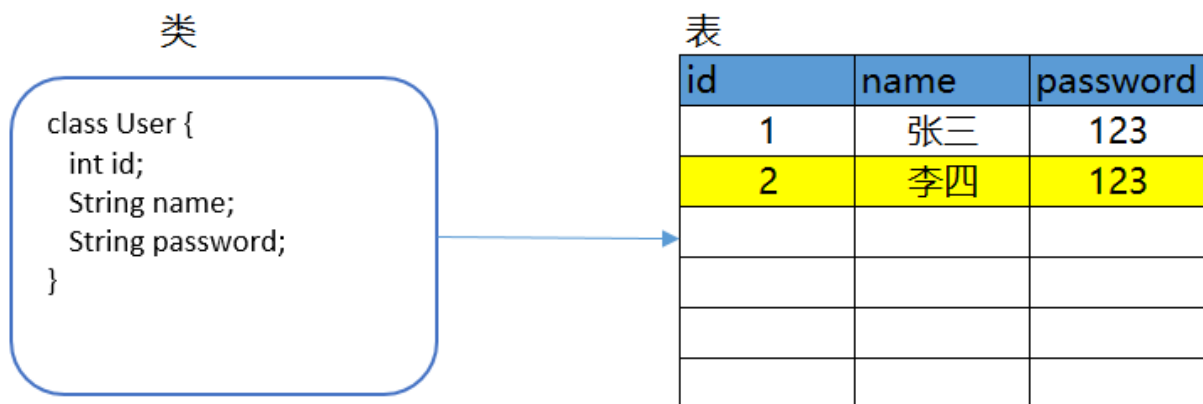 类
class User {
int id;
String name;
String password;
}
表
id name password
1 张三 123
2 李四 123